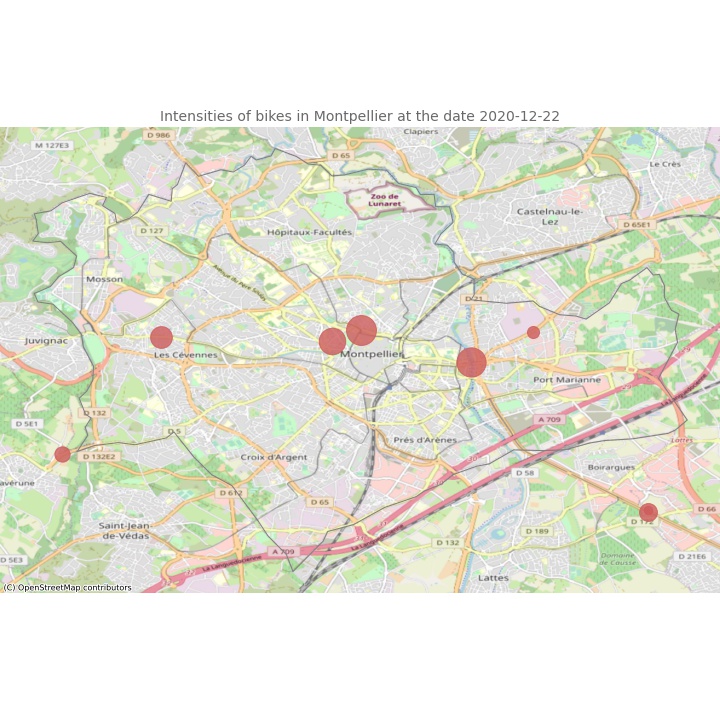 Intensities of bikes in Montpellier at the date 2020-12-22
Clapiers
D 986
M 127E3
D 65
Le Crès
Zoo de
Lunaret
Castelnau-le-
Lez
D 65E1
D 127
Hôpitaux-Facultés
Mosson
D 21
Juvignac
Les Cévennes
Montpellier
Port Marianne
D 132
A 709
D 5E1
D 5
Prés d'Arènes
Lattes
D 132E2
Croix d'Argent
Boirargues
D 58
avérune
D 612
D 65
D 66
D 172
Saint-Jean-
de-Védas
D 189
D 132
A 709
La Languedocienne
Domaine
de Cousse
D 21E6
D 5E3
Lattes
(C) OpenStreetMap contributors